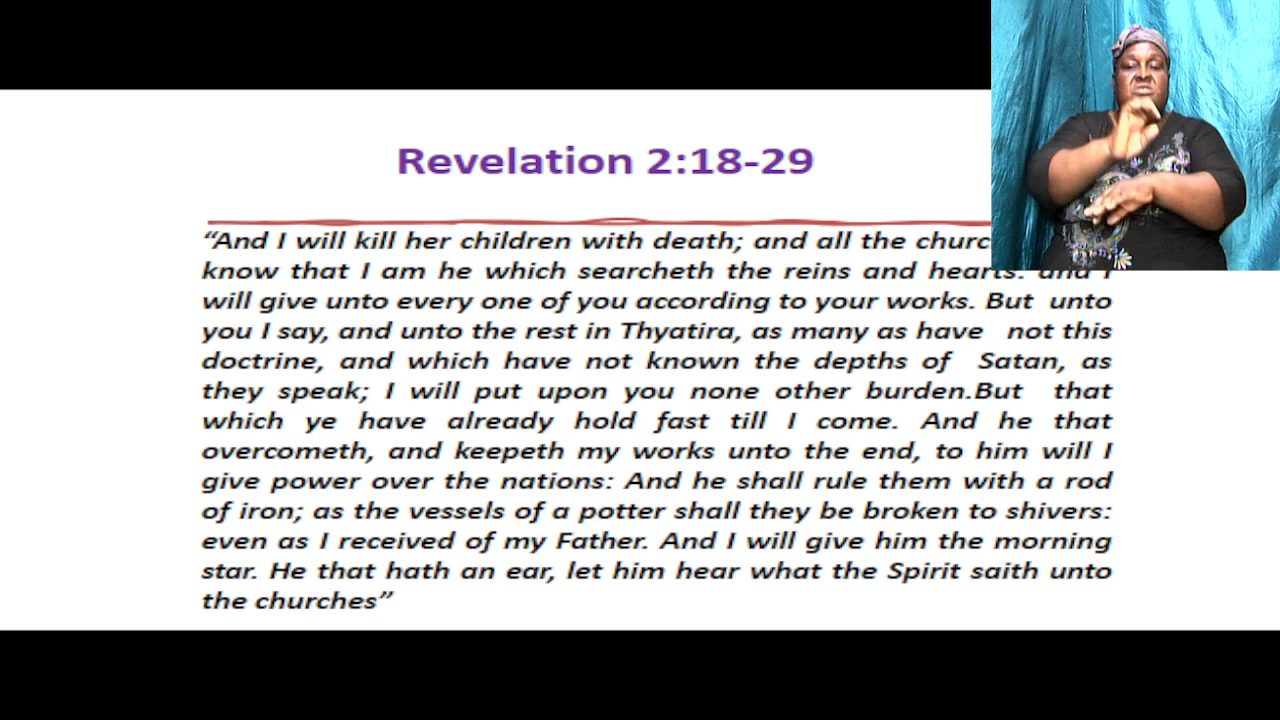 Revelation 2:18-29
“And I will kill her children with death; and all the
know that I am he which searcheth the reins and hearts: and I
will give unto every one of you according to your works. But unto
you I say, and unto the rest in Thyatira, as many as have not this
doctrine, and which have not known the depths of Satan, as
they speak; I will put upon you none other burden.But that
which ye have already hold fast till I come. And he that
overcometh, and keepeth my works unto the end, to him will I
give power over the nations: And he shall rule them with a rod
of iron; as the vessels of a potter shall they be broken to shivers:
even as I received of my Father. And I will give him the morning
star. He that hath an ear, let him hear what the Spirit saith unto
the churches”